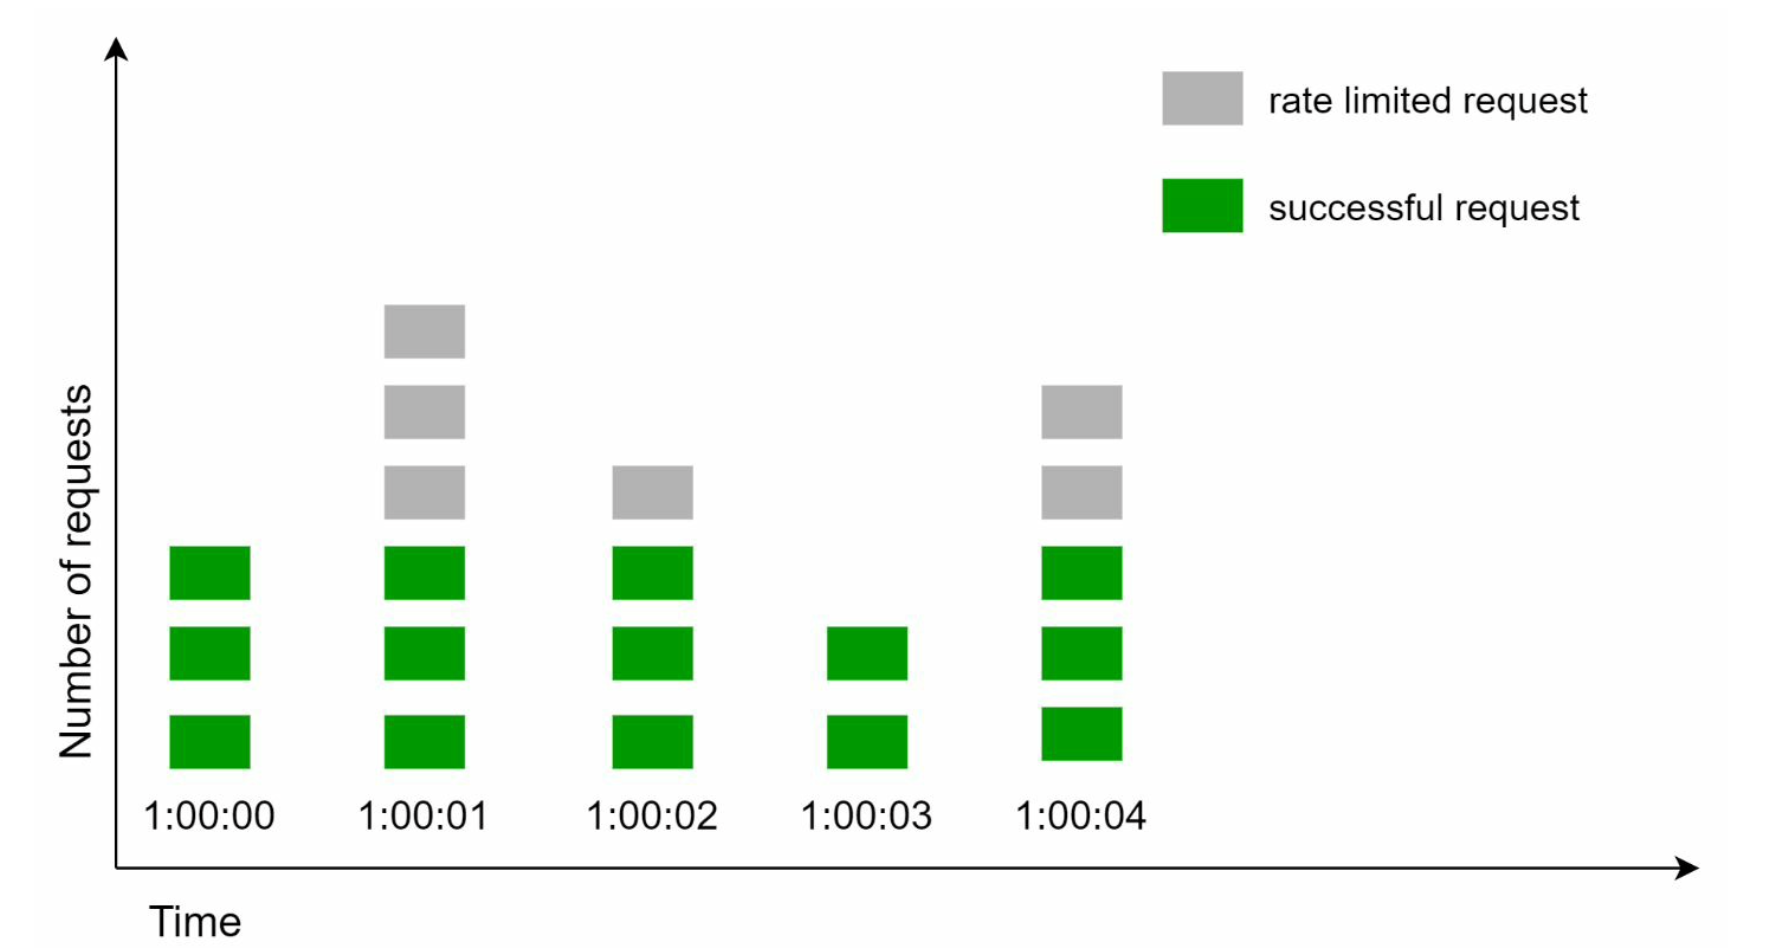 rate limited request
successful request
Number of requests
1:00:00 1:00:01 1:00:02 1:00:03 1:00:04
Time